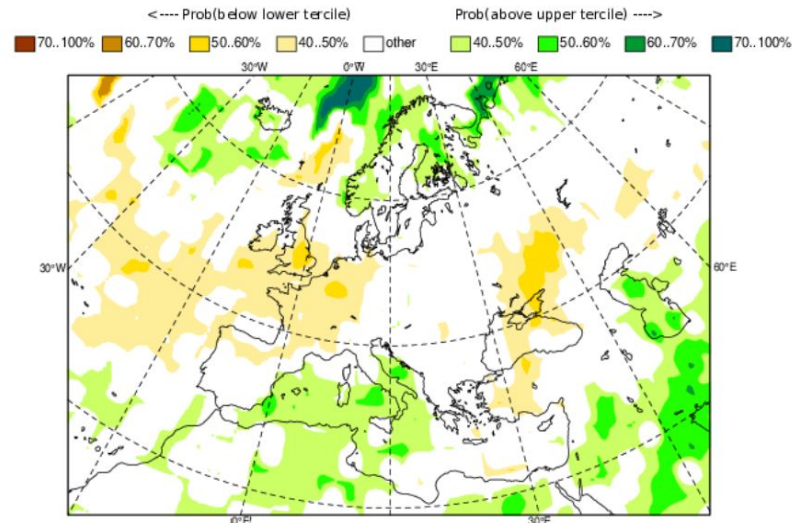 <---- Prob(below lower tercile) Prob(above upper tercile) ---->
70..100% 60..70% 50..60% 40..50% other 40..50% 50..60% 60..70% 70..100%
30°W 0°W 30°E 60°E
30°W 60°E
0°E 30°E